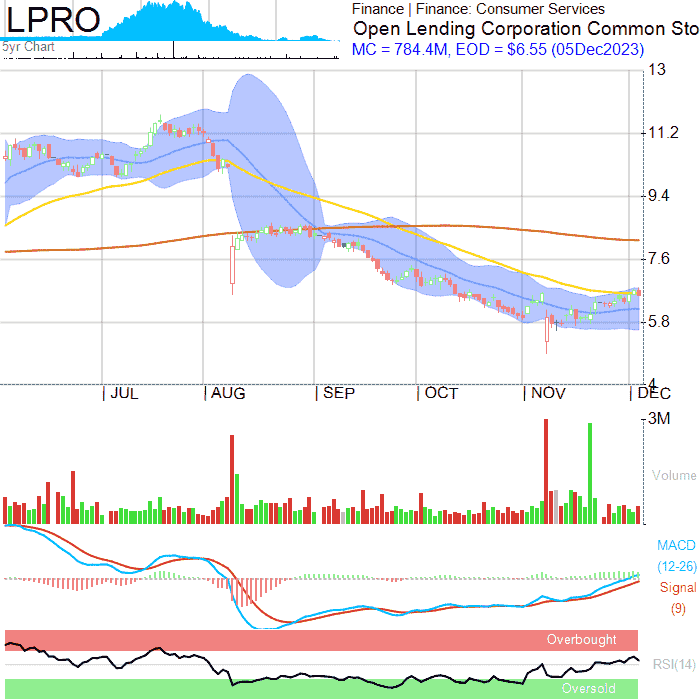 LPRO
Finance | Finance: Consumer Services
Open Lending Corporation Common Sto
5yr Chart
MC = 784.4M, EOD = $6.55 (05Dec2023)
13
11.2
9.4
7.6
5.8
4
JUL AUG SEP OCT NOV DEC
3M
Volume
MACD
(12-26)
Signal
(9)
Overbought
RSI(14)
Oversold